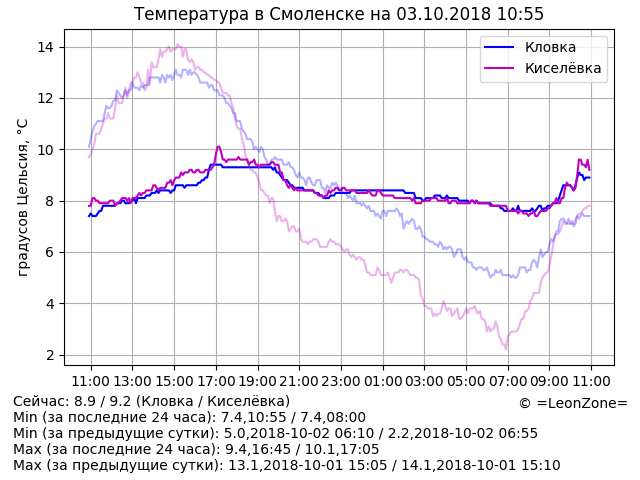 Температура в Смоленске на 03.10.2018 10:55
Кловка
Киселёвка
градусов Цельсия, °C
14
12
10
8
6
4
2
11:00 13:00 15:00 17:00 19:00 21:00 23:00 01:00 03:00 05:00 07:00 09:00 11:00
Сейчас: 8.9 / 9.2 (Кловка / Киселёвка)
© =LeonZone=
Min (за последние 24 часа): 7.4,10:55 / 7.4,08:00
Min (за предыдущие сутки): 5.0,2018-10-02 06:10 / 2.2,2018-10-02 06:55
Max (за последние 24 часа): 9.4,16:45 / 10.1,17:05
Max (за предыдущие сутки): 13.1,2018-10-01 15:05 / 14.1,2018-10-01 15:10